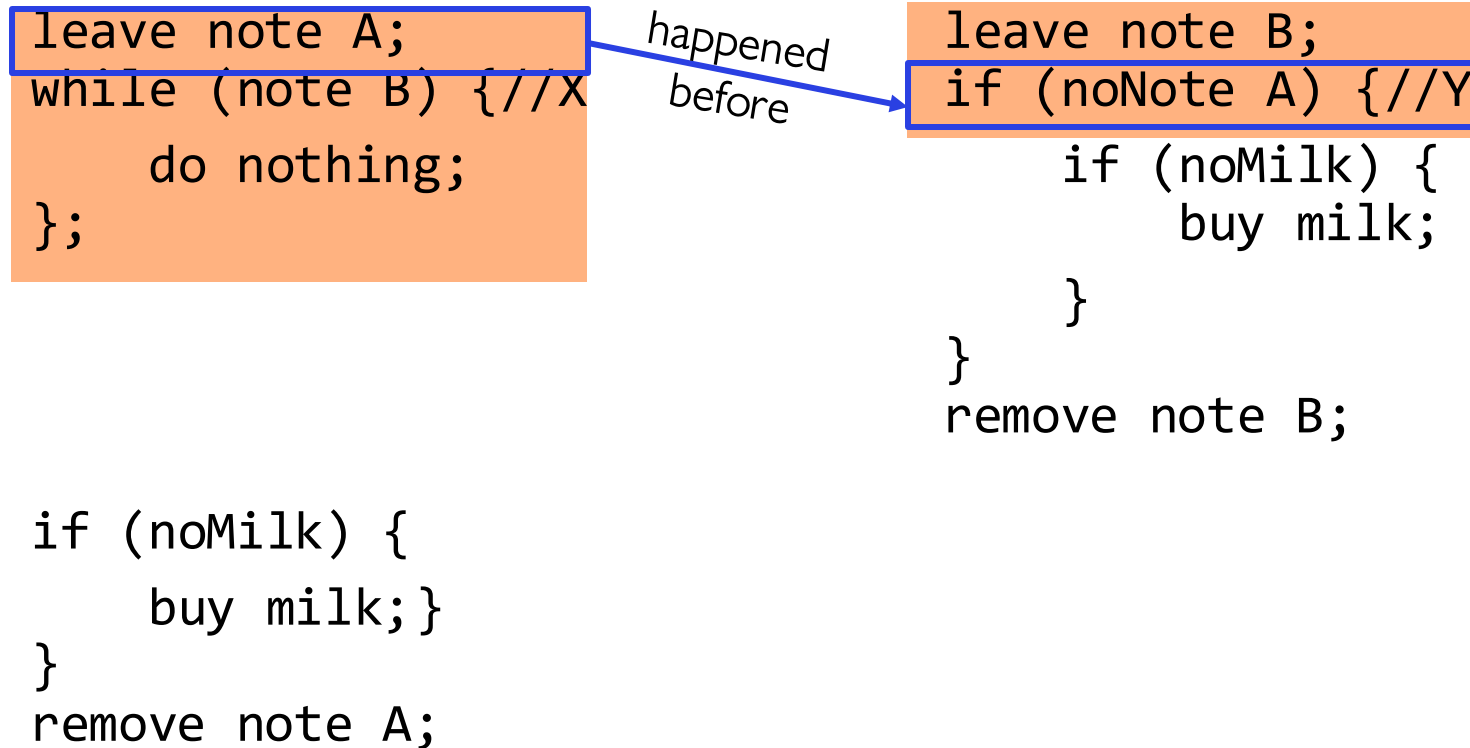 leave note A;
while (note B) {//X
do nothing;
};
happened
before
leave note B;
if (noNote A) {//Y
if (noMilk) {
buy milk;
}
}
remove note B;
if (noMilk) {
buy milk;}
}
remove note A;